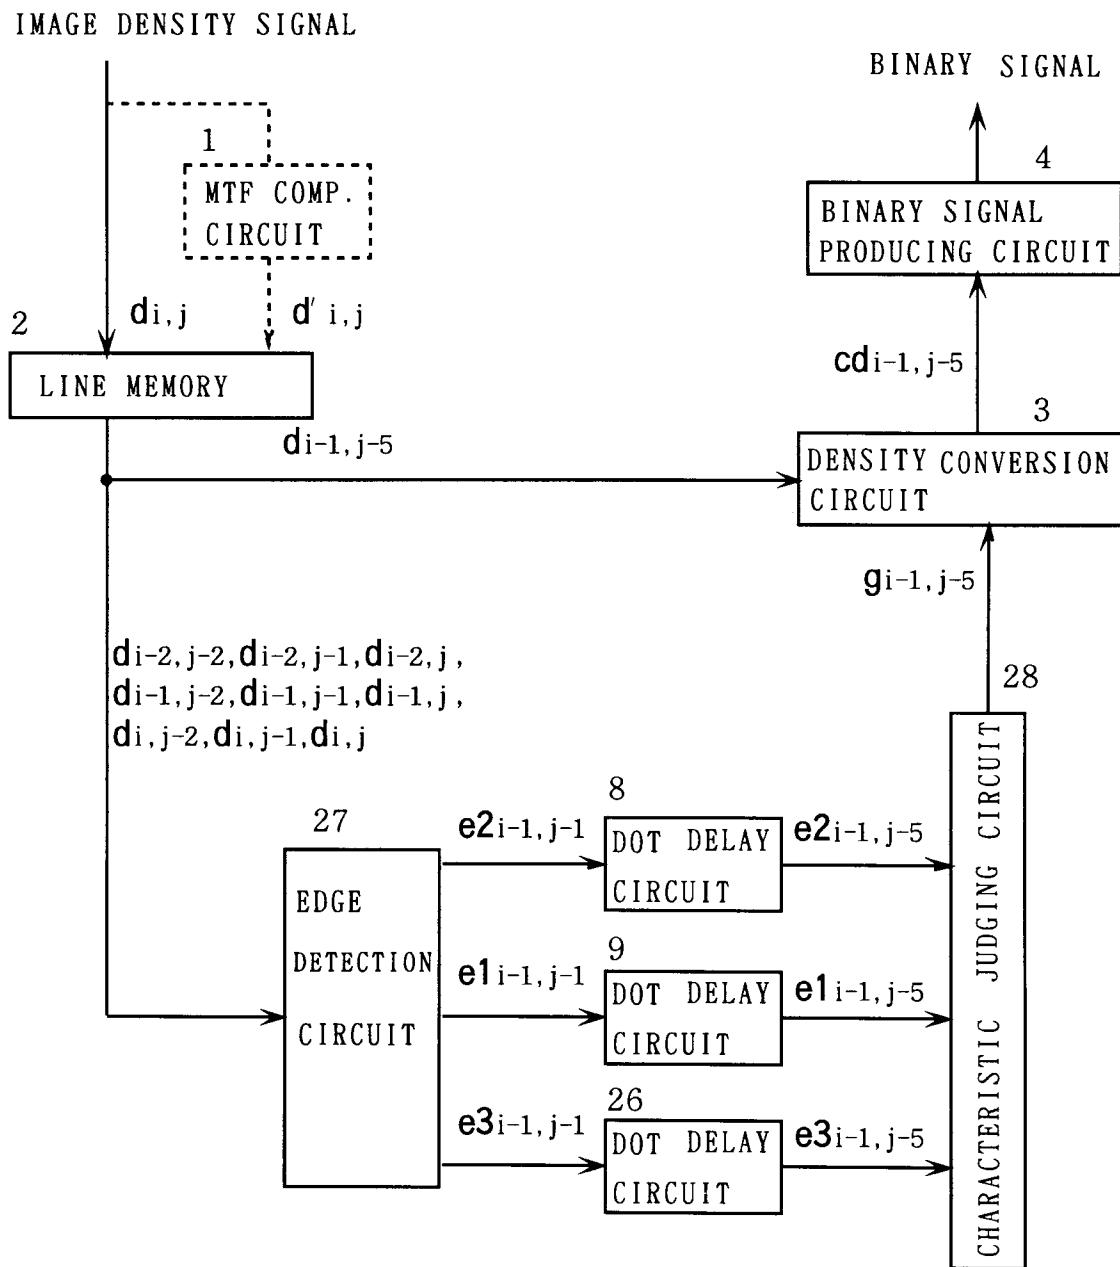 IMAGE DENSITY SIGNAL
BINARY SIGNAL
1
MTF COMP.
CIRCUIT
4
BINARY SIGNAL
PRODUCING CIRCUIT
di,j
d' i,j
2
LINE MEMORY
cdi-1,j-5
3
di-1,j-5
DENSITY CONVERSION
CIRCUIT
gi-1,j-5
di-2,j-2,di-2,j-1,di-2,j,
di-1,j-2,di-1,j-1,di-1,j,
di,j-2,di,j-1,di,j
28
CHARACTERISTIC JUDGING CIRCUIT
27
EDGE
DETECTION
CIRCUIT
e2i-1,j-1
8
DOT DELAY
CIRCUIT
e2i-1,j-5
e1i-1,j-1
9
DOT DELAY
CIRCUIT
e1i-1,j-5
e3i-1,j-1
26
DOT DELAY
CIRCUIT
e3i-1,j-5